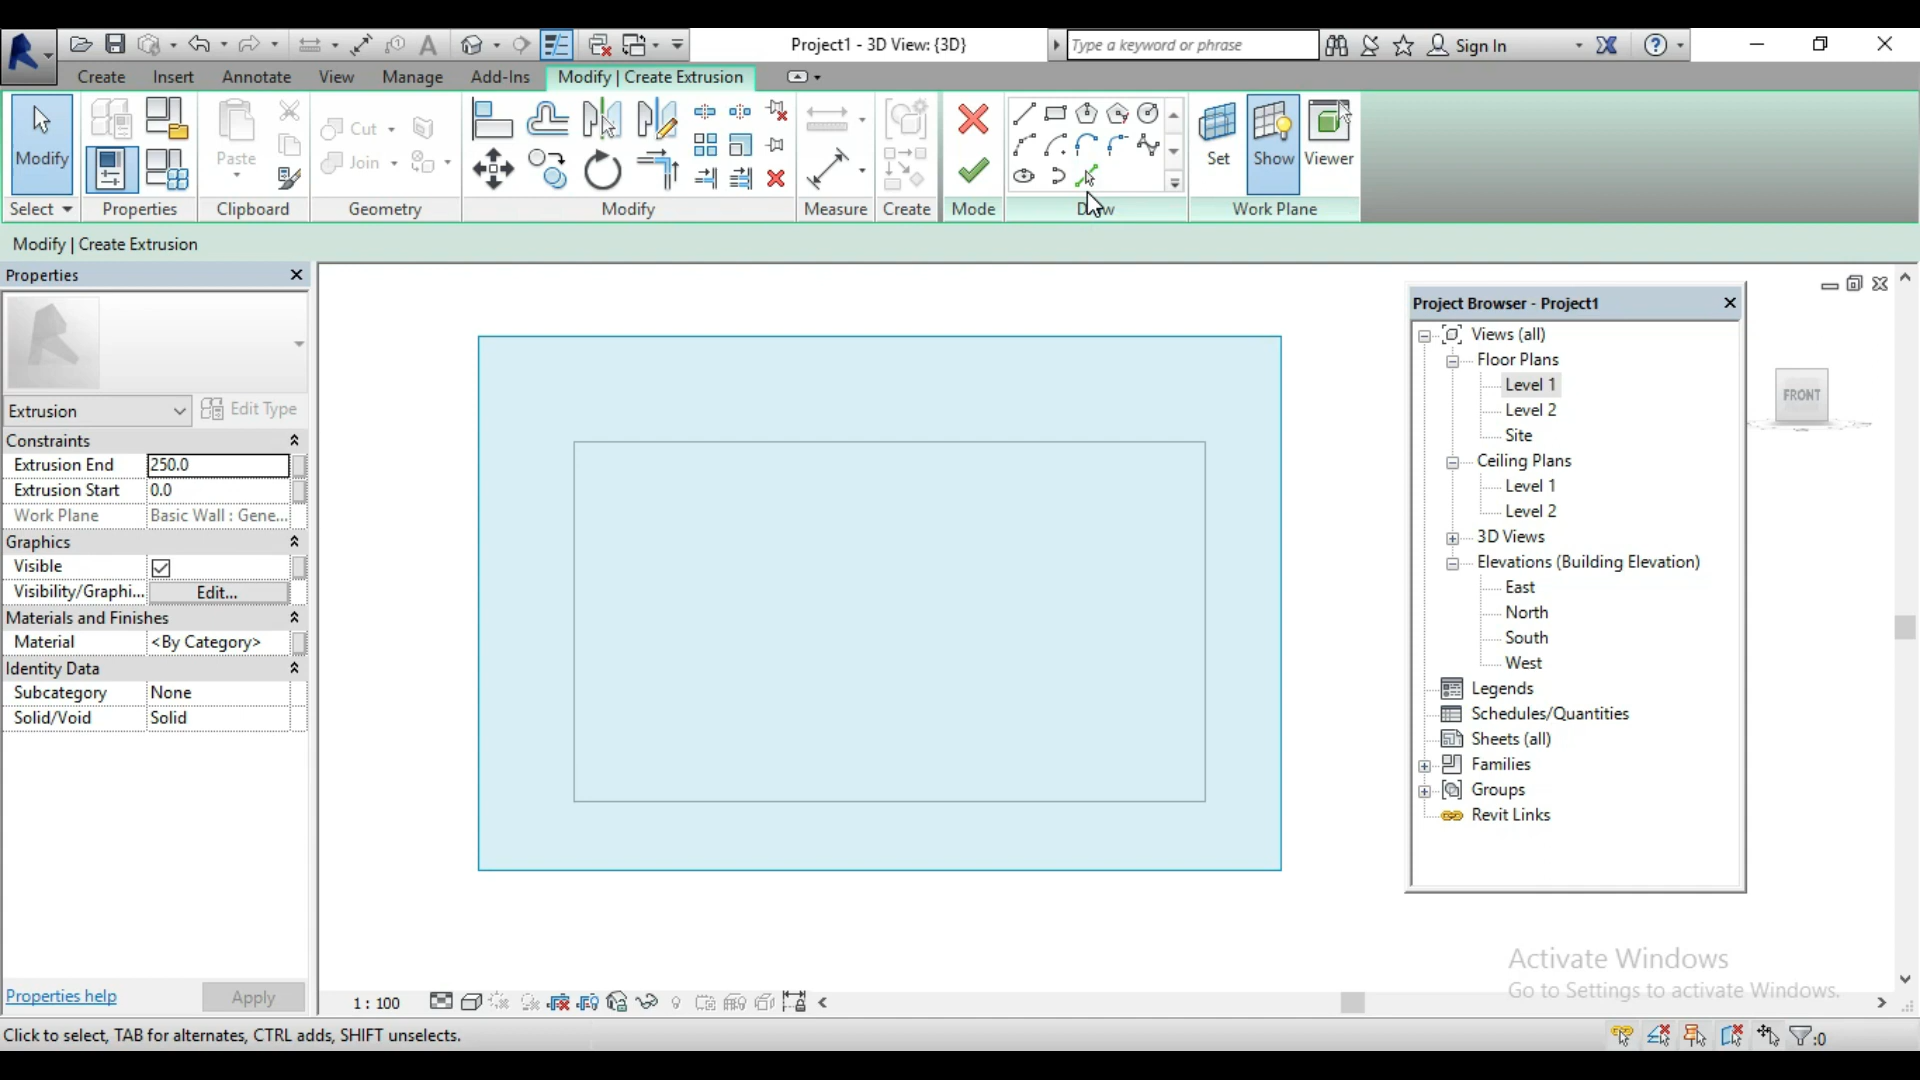 Project1 - 3D View: {3D}
Type a keyword or phrase
Sign In
Create
Insert
Annotate
View
Manage
Add-Ins
Modify | Create Extrusion
Modify
Paste
Cut
Join
Set
Show
Viewer
Select
Properties
Clipboard
Geometry
Modify
Measure
Create
Mode
Work Plane
Modify | Create Extrusion
Properties
Extrusion
Edit Type
Constraints
Extrusion End 250.0
Extrusion Start 0.0
Work Plane Basic Wall : Gene...
Graphics
Visible
Visibility/Graphi... Edit...
Materials and Finishes
Material <By Category>
Identity Data
Subcategory None
Solid/Void Solid
Properties help
Apply
Project Browser - Project1
Views (all)
Floor Plans
Level 1
Level 2
Site
Ceiling Plans
Level 1
Level 2
3D Views
Elevations (Building Elevation)
East
North
South
West
Legends
Schedules/Quantities
Sheets (all)
Families
Groups
Revit Links
FRONT
Activate Windows
Go to Settings to activate Windows.
1 : 100
Click to select, TAB for alternates, CTRL adds, SHIFT unselects.
:0